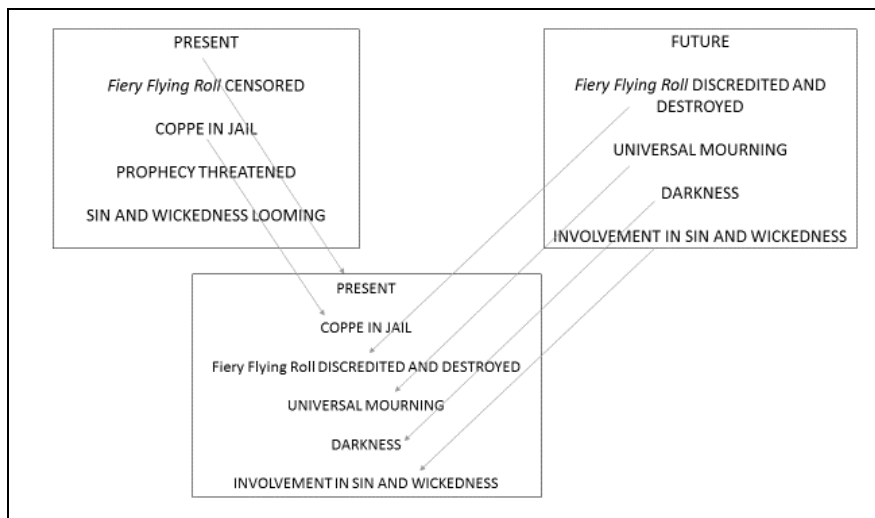 PRESENT
Fiery Flying Roll CENSORED
COPPE IN JAIL
PROPHECY THREATENED
SIN AND WICKEDNESS LOOMING
FUTURE
Fiery Flying Roll DISCREDITED AND
DESTROYED
UNIVERSAL MOURNING
DARKNESS
INVOLVEMENT IN SIN AND WICKEDNESS
PRESENT
COPPE IN JAIL
Fiery Flying Roll DISCREDITED AND DESTROYED
UNIVERSAL MOURNING
DARKNESS
INVOLVEMENT IN SIN AND WICKEDNESS